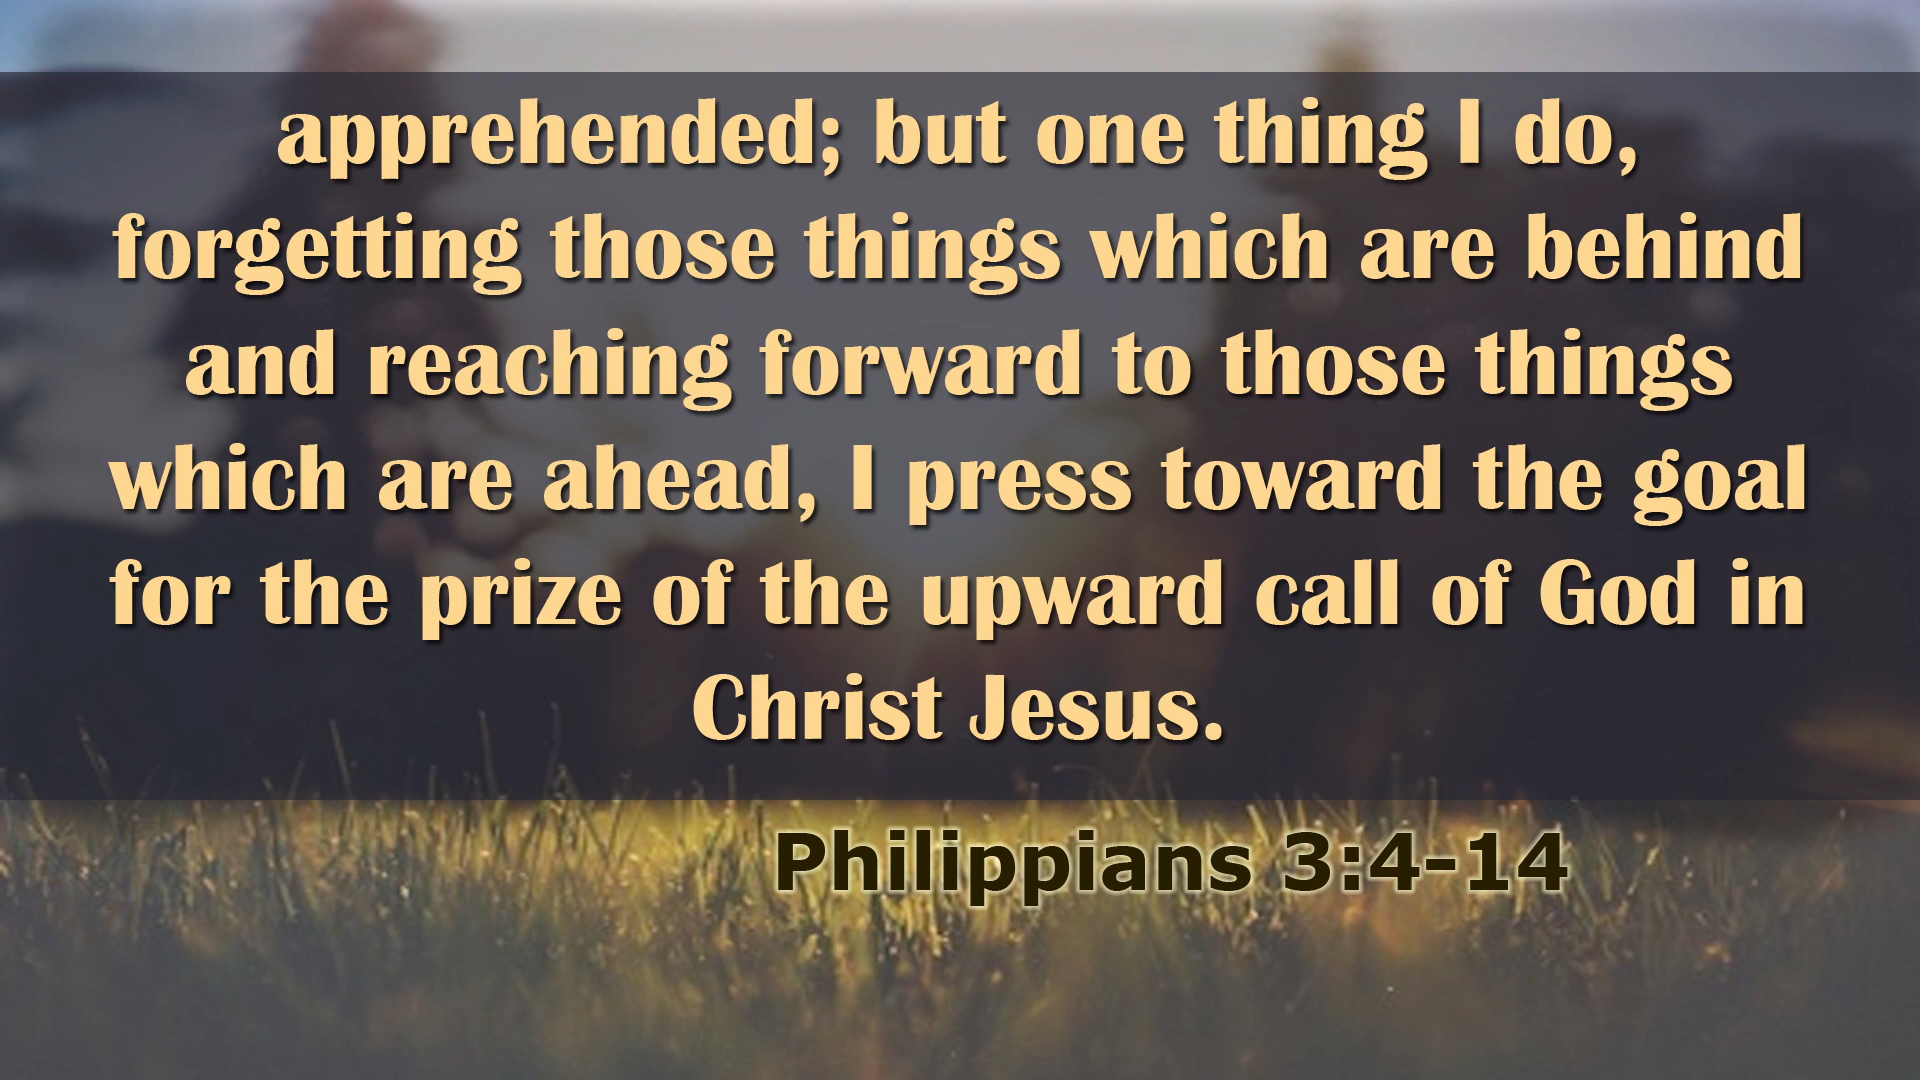 apprehended; but one thing I do,
forgetting those things which are behind
and reaching forward to those things
which are ahead, I press toward the goal
for the prize of the upward call of God in
Christ Jesus.
Philippians 3:4-14